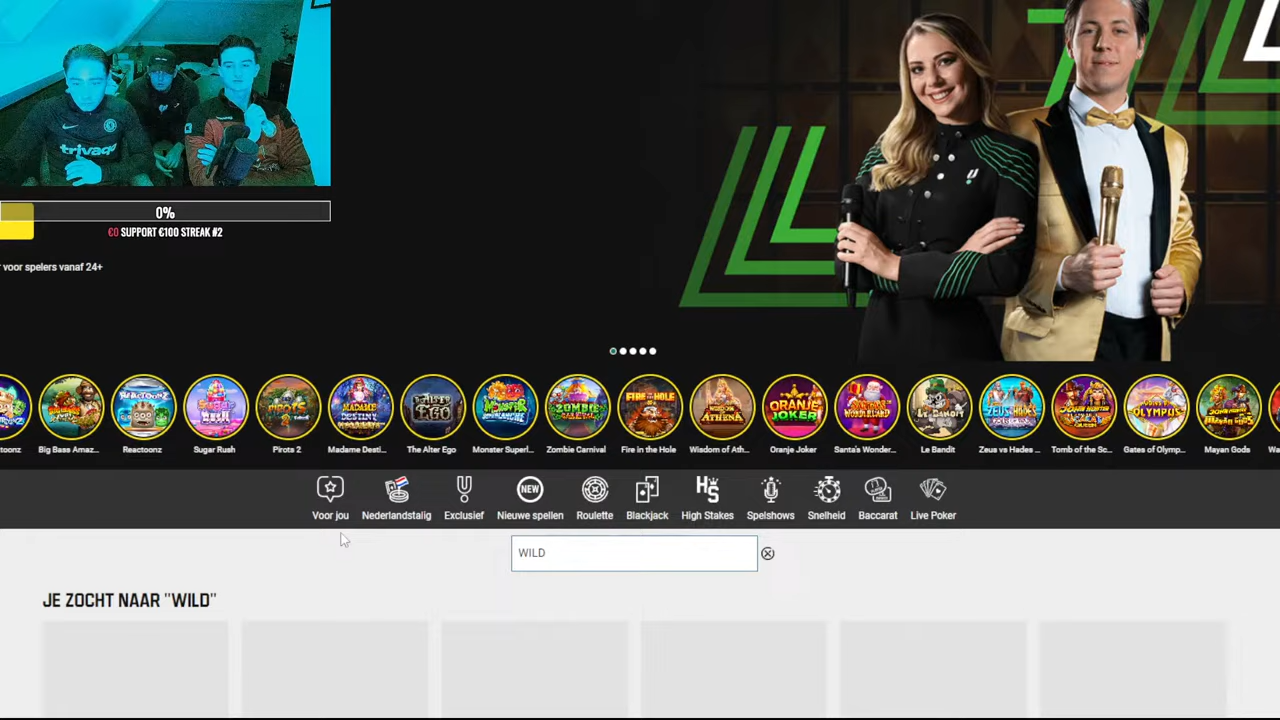 trivago
0%
€0 SUPPORT €100 STREAK #2
voor spelers vanaf 24+
toonz
Big Bass Amaz...
Reactoonz
Sugar Rush
Pirots 2
Madame Desti...
The Alter Ego
Monster Superl...
Zombie Carnival
Fire in the Hole
Wisdom of Ath...
Oranje Joker
Santa's Wonder...
Le Bandit
Zeus vs Hades ...
Tomb of the Sc...
Gates of Olymp...
Mayan Gods
Voor jou
Nederlandstalig
Exclusief
NEW
Nieuwe spellen
Roulette
Blackjack
HS
High Stakes
Spelshows
Snelheid
Baccarat
Live Poker
WILD
JE ZOCHT NAAR "WILD"